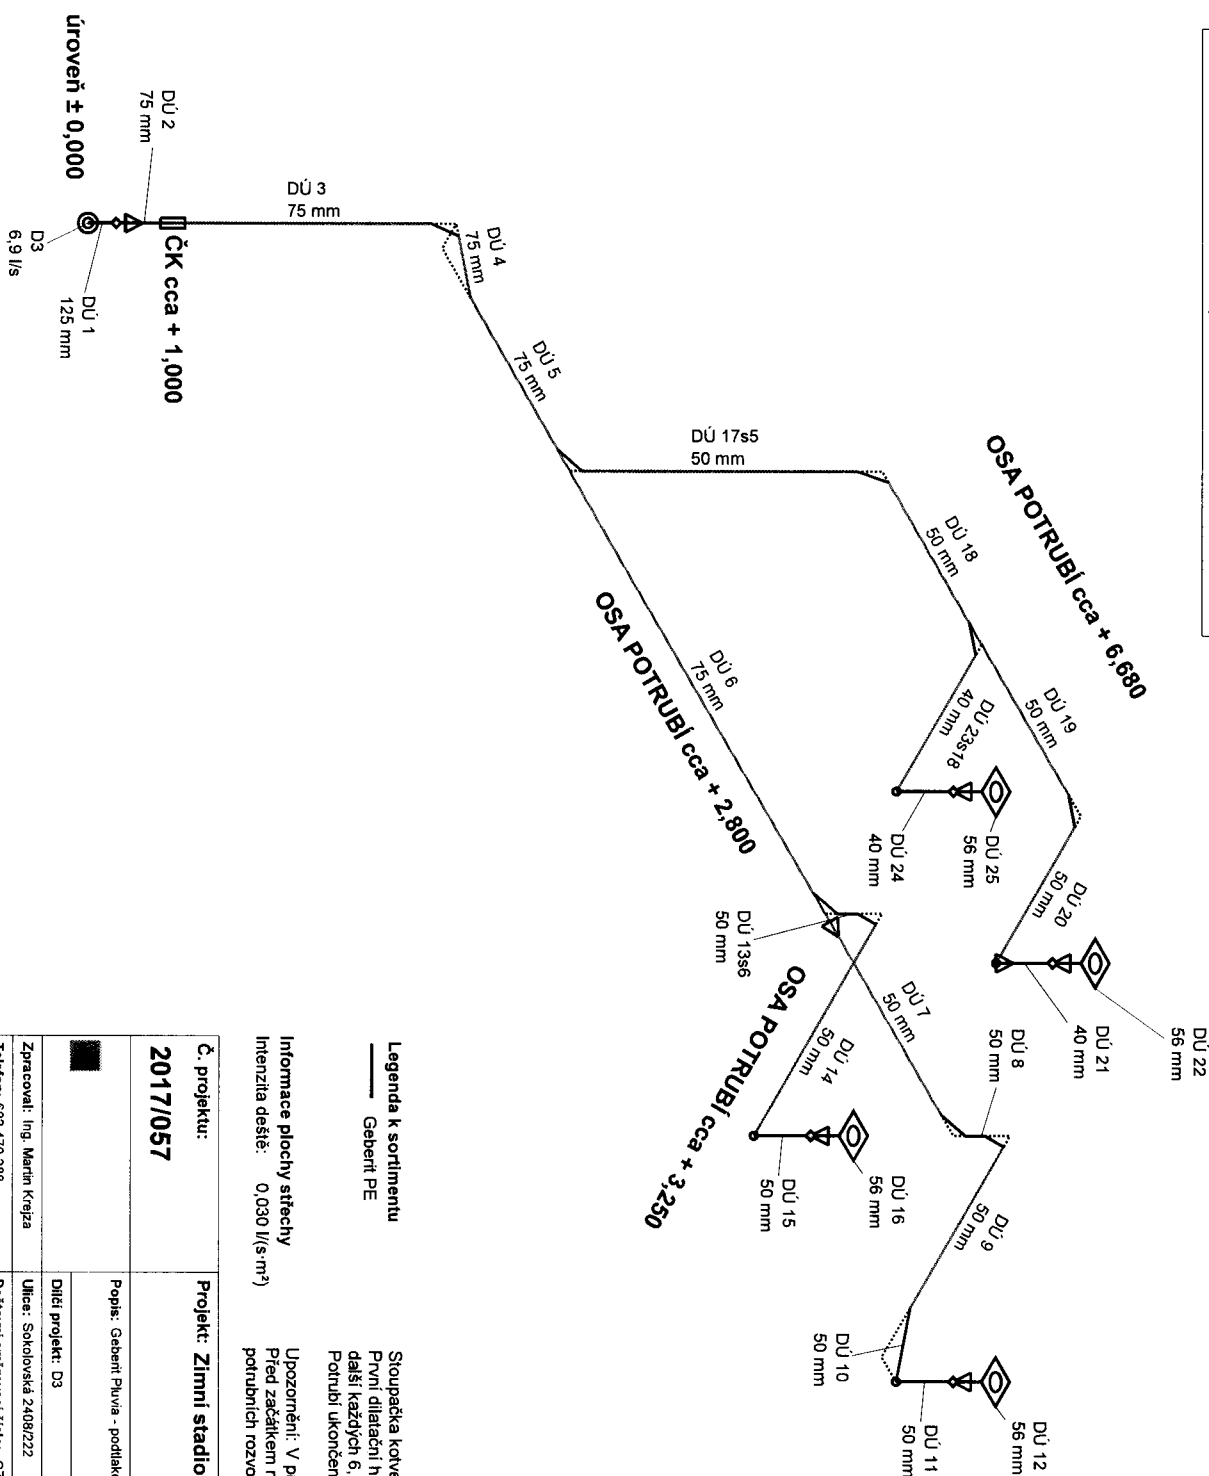 úroveň ± 0,000
DÚ 2
75 mm
DÚ 3
75 mm
D3
6,9 l/s
DÚ 1
125 mm
ČK cca + 1,000
DÚ 4
75 mm
DÚ 5
75 mm
DÚ 17s5
50 mm
OSA POTRUBÍ cca + 6,680
DÚ 18
50 mm
DÚ 19
50 mm
OSA POTRUBÍ cca + 2,800
DÚ 6
75 mm
DÚ 23s18
40 mm
DÚ 24
40 mm
DÚ 25
56 mm
DÚ 20
50 mm
DÚ 21
40 mm
DÚ 22
56 mm
DÚ 13s6
50 mm
DÚ 7
50 mm
DÚ 8
50 mm
OSA POTRUBÍ cca + 3,250
DÚ 14
50 mm
DÚ 15
50 mm
DÚ 16
56 mm
DÚ 9
50 mm
DÚ 10
50 mm
DÚ 11
50 mm
DÚ 12
56 mm
Legenda k sortimentu
Geberit PE
Informace plochy střechy
Intenzita deště: 0,030 l/(s·m²)
Stoupačka kotve
První dilatační h
další každých 6,
Potrubí ukončen
Upozornění: V p
Před začátkem r
potrubních rozvo
Č. projektu:
2017/057
Projekt: Zimní stadio
Popis: Geberit Pluvia - podtlak
Dílčí projekt: D3
Zpracoval: Ing. Martin Krejza
Ulice: Sokolovská 2408/222